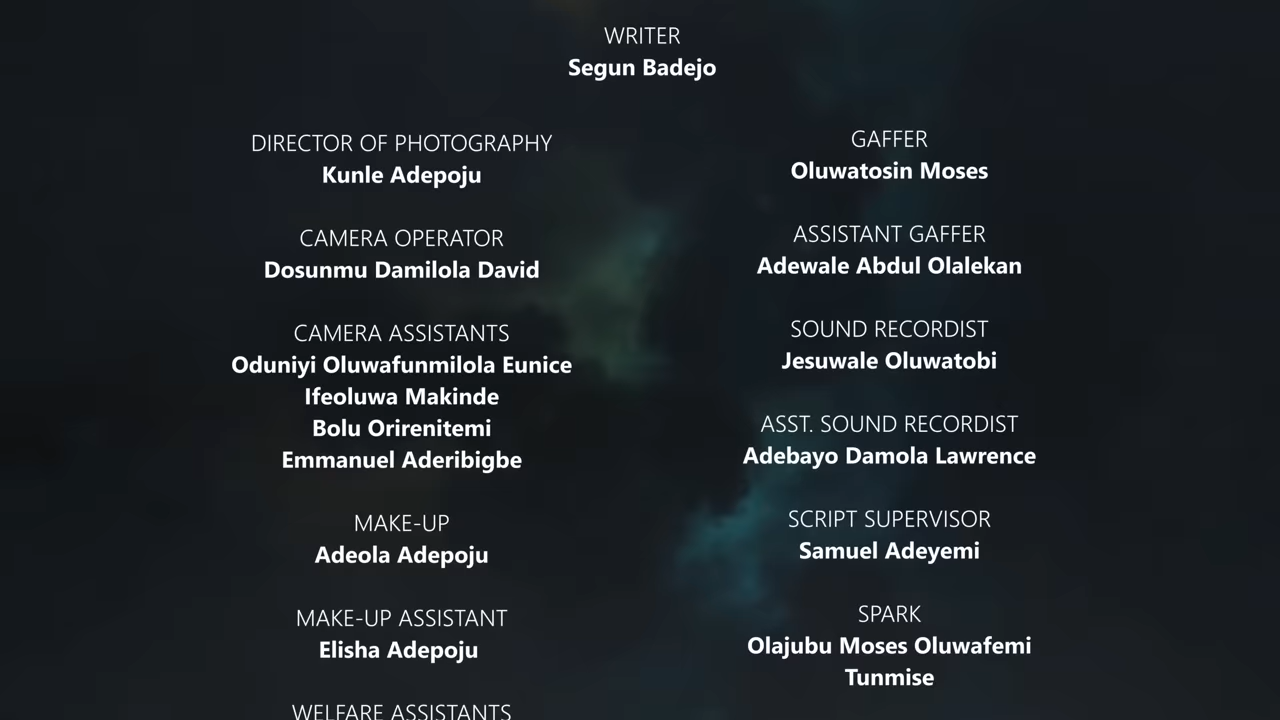 WRITER
Segun Badejo
DIRECTOR OF PHOTOGRAPHY
Kunle Adepoju
CAMERA OPERATOR
Dosunmu Damilola David
CAMERA ASSISTANTS
Oduniyi Oluwafunmilola Eunice
Ifeoluwa Makinde
Bolu Orirenitemi
Emmanuel Aderibigbe
MAKE-UP
Adeola Adepoju
MAKE-UP ASSISTANT
Elisha Adepoju
WELFARE ASSISTANTS
GAFFER
Oluwatosin Moses
ASSISTANT GAFFER
Adewale Abdul Olalekan
SOUND RECORDIST
Jesuwale Oluwatobi
ASST. SOUND RECORDIST
Adebayo Damola Lawrence
SCRIPT SUPERVISOR
Samuel Adeyemi
SPARK
Olajubu Moses Oluwafemi
Tunmise